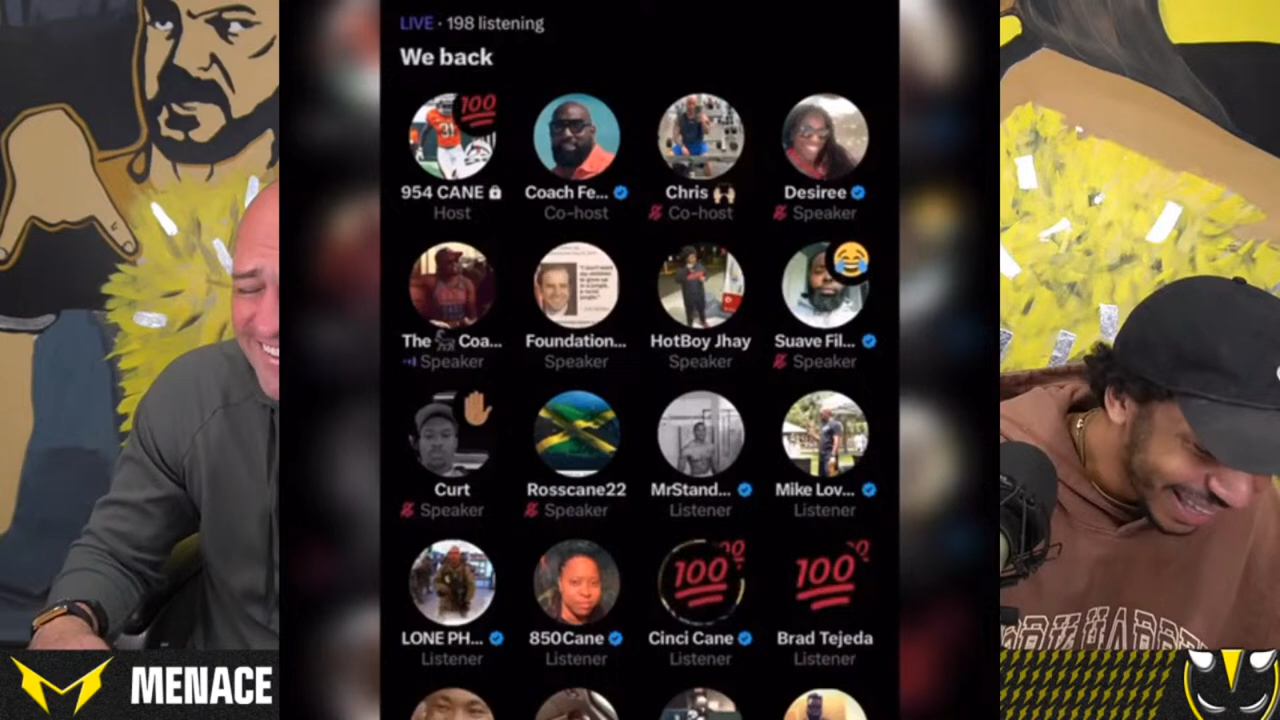 LIVE · 198 listening
We back
100
954 CANE
Host
Coach Fe...
Co-host
Chris
Co-host
Desiree
Speaker
The 🐍 Coa...
Speaker
Foundation...
Speaker
HotBoy Jhay
Speaker
Suave Fil...
Speaker
Curt
Speaker
Rosscane22
Speaker
MrStand...
Listener
Mike Lov...
Listener
100
100
LONE PH...
Listener
850Cane
Listener
Cinci Cane
Listener
Brad Tejeda
Listener
MENACE